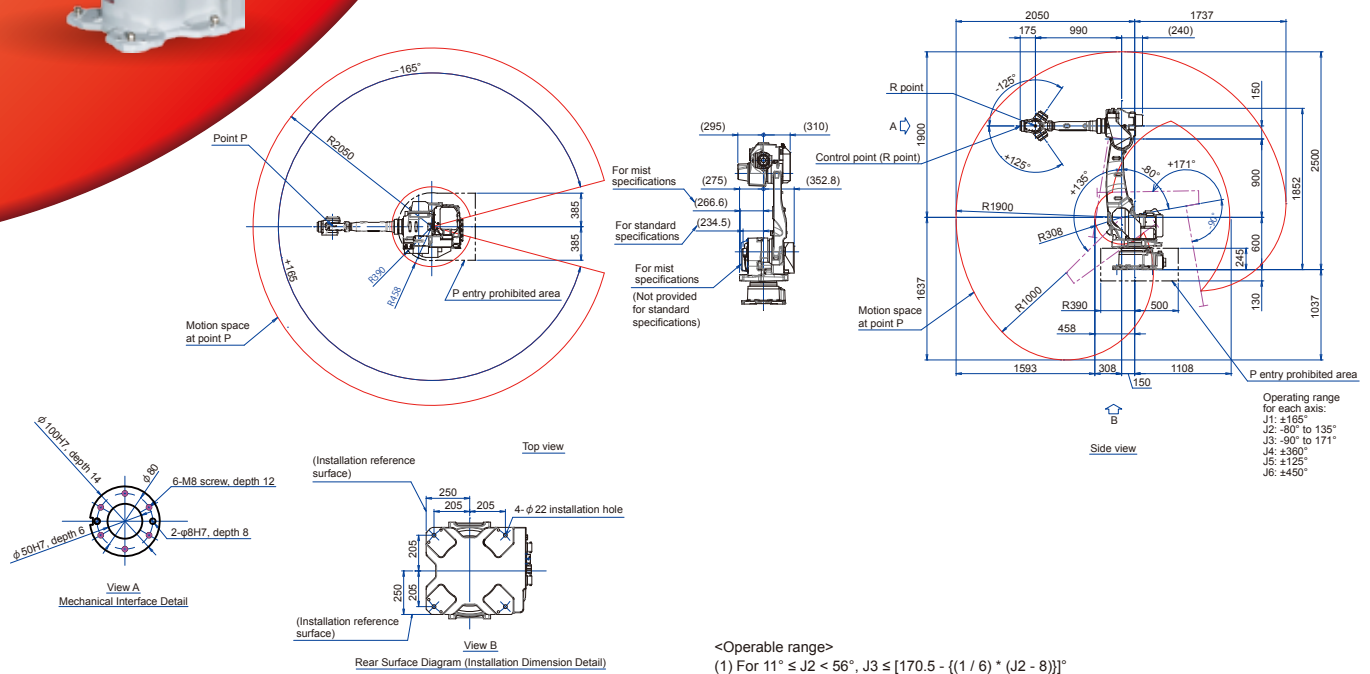 −165°
R2050
Point P
+165
R390
R458
385
385
P entry prohibited area
Motion space
at point P
Top view
(295)
(310)
For mist
specifications
(275)
(352.8)
(266.6)
For standard
specifications
(234.5)
For mist
specifications
(Not provided
for standard
specifications)
2050
1737
175
990
(240)
R point
-125°
150
A
1900
Control point (R point)
+125°
2500
1852
900
-80°
+171°
+135°
R1900
R308
-90°
600
245
R1000
1637
R390
500
130
1037
Motion space
at point P
458
1593
308
1108
150
P entry prohibited area
B
Side view
Operating range
for each axis:
J1: ±165°
J2: -80° to 135°
J3: -90° to 171°
J4: ±360°
J5: ±125°
J6: ±450°
ϕ100H7, depth 14
ϕ80
6-M8 screw, depth 12
2-φ8H7, depth 8
ϕ50H7, depth 6
View A
Mechanical Interface Detail
(Installation reference
surface)
250
205
205
4-ϕ22 installation hole
205
205
250
(Installation reference
surface)
View B
Rear Surface Diagram (Installation Dimension Detail)
<Operable range>
(1) For 11° ≤ J2 < 56°, J3 ≤ [170.5 - {(1 / 6) * (J2 - 8)}]°